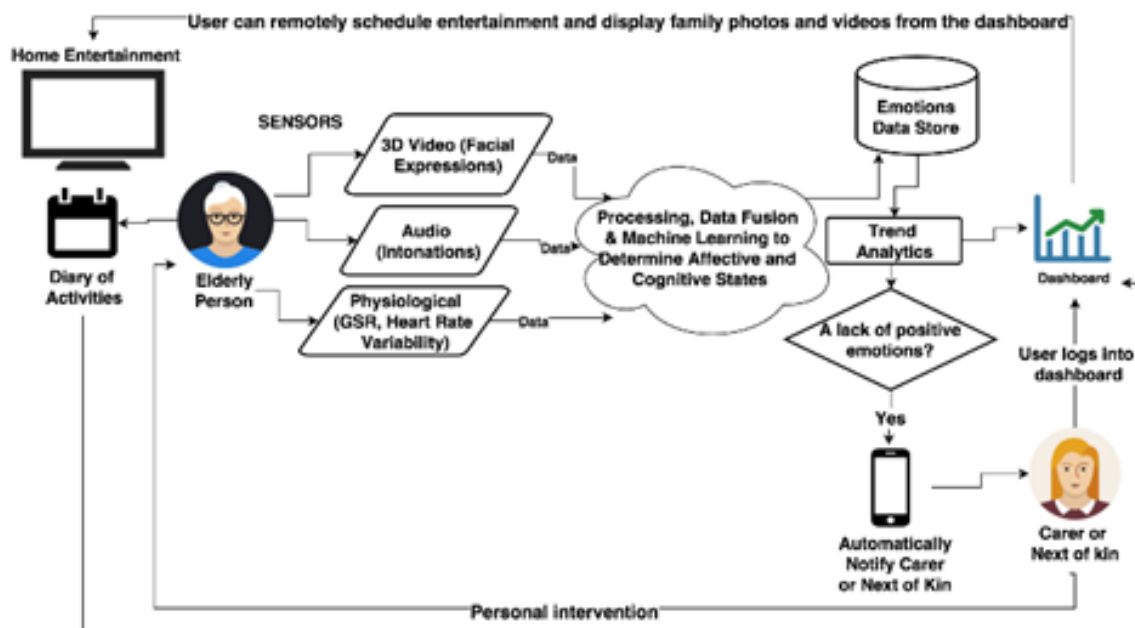 User can remotely schedule entertainment and display family photos and videos from the dashboard
Home Entertainment
SENSORS
3D Video (Facial
Expressions)
Data
Emotions
Data Store
Audio
(Intonations)
Data
Processing, Data Fusion
& Machine Learning to
Determine Affective and
Cognitive States
Trend
Analytics
Dashboard
Diary of
Activities
Elderly
Person
Physiological
(GSR, Heart Rate
Variability)
Data
A lack of positive
emotions?
User logs into
dashboard
Yes
Automatically
Notify Carer
or Next of Kin
Carer or
Next of kin
Personal intervention